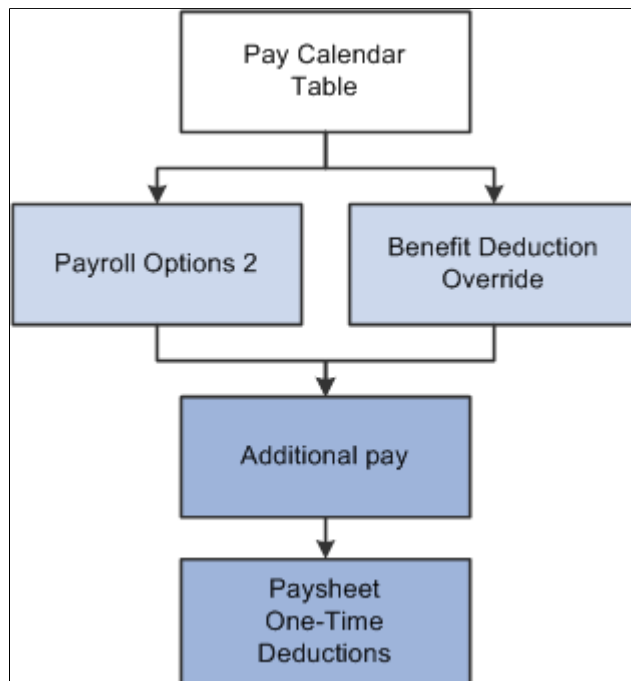 Pay Calendar
Table
Payroll Options 2
Benefit Deduction
Override
Additional pay
Paysheet
One-Time
Deductions